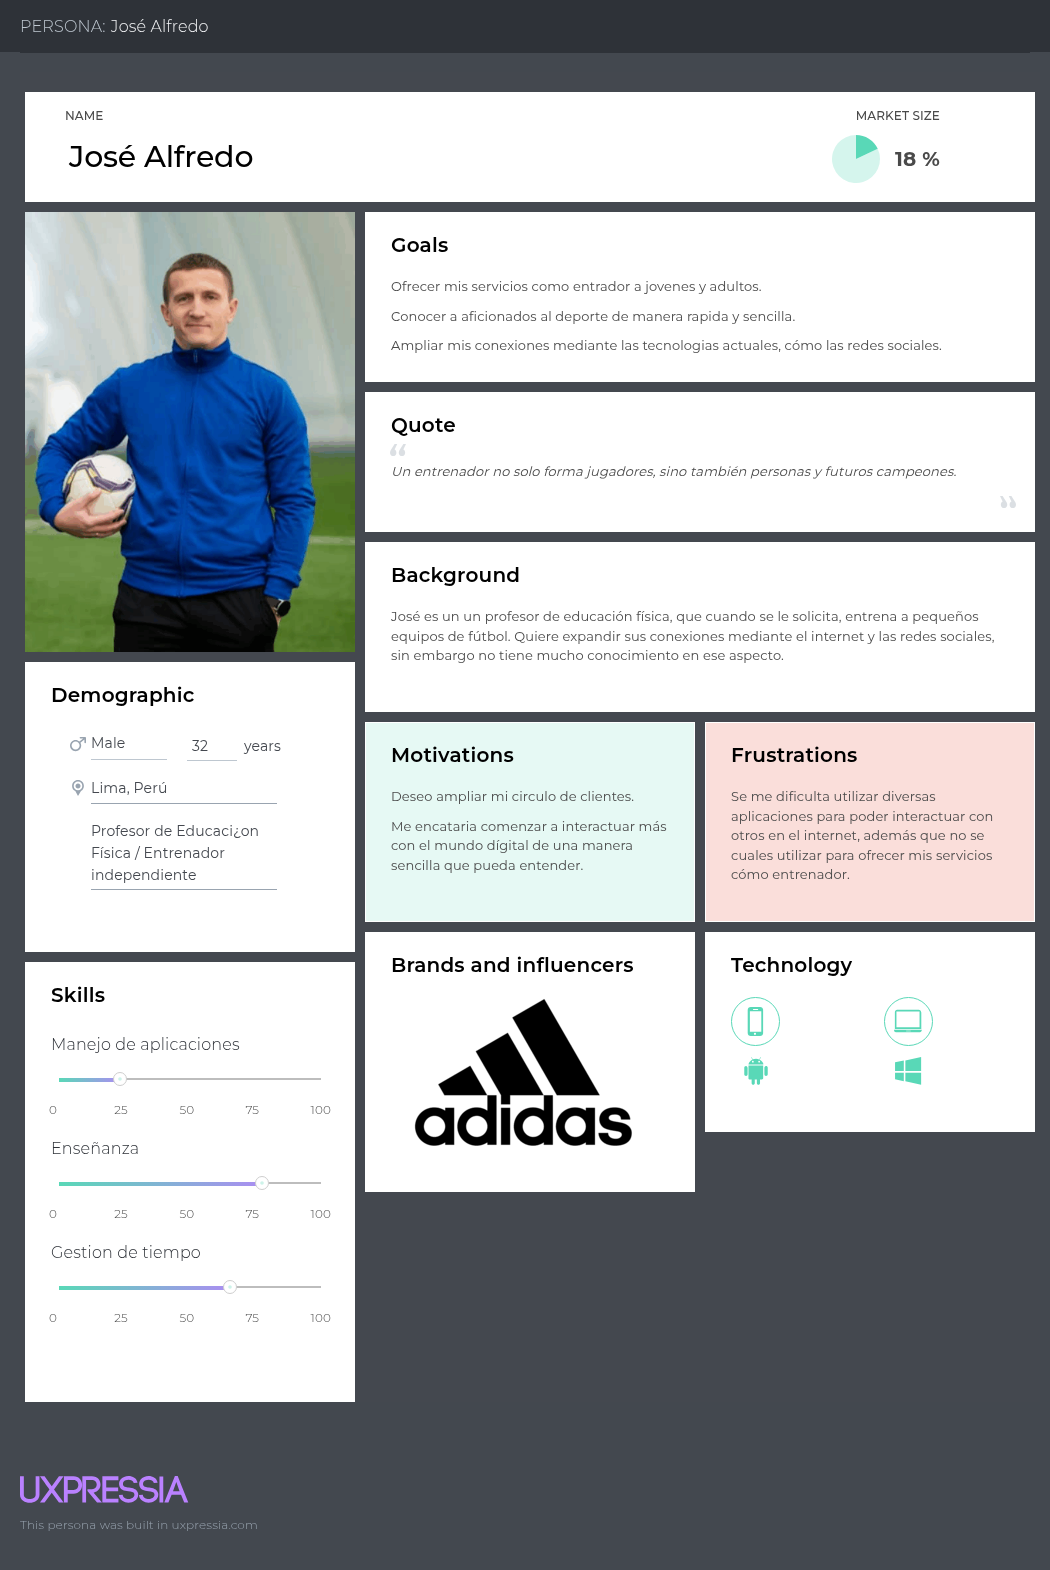 PERSONA: José Alfredo
NAME
José Alfredo
MARKET SIZE
18 %
Goals
Ofrecer mis servicios como entrador a jovenes y adultos.
Conocer a aficionados al deporte de manera rapida y sencilla.
Ampliar mis conexiones mediante las tecnologias actuales, cómo las redes sociales.
Quote
“
Un entrenador no solo forma jugadores, sino también personas y futuros campeones.
”
Background
José es un un profesor de educación física, que cuando se le solicita, entrena a pequeños
equipos de fútbol. Quiere expandir sus conexiones mediante el internet y las redes sociales,
sin embargo no tiene mucho conocimiento en ese aspecto.
Demographic
Male
32 years
Lima, Perú
Profesor de Educaci¿on
Física / Entrenador
independiente
Motivations
Deseo ampliar mi circulo de clientes.
Me encataria comenzar a interactuar más
con el mundo dígital de una manera
sencilla que pueda entender.
Frustrations
Se me dificulta utilizar diversas
aplicaciones para poder interactuar con
otros en el internet, además que no se
cuales utilizar para ofrecer mis servicios
cómo entrenador.
Skills
Manejo de aplicaciones
0 25 50 75 100
Enseñanza
0 25 50 75 100
Gestion de tiempo
0 25 50 75 100
Brands and influencers
adidas
Technology
UXPRESSIA
This persona was built in uxpressia.com